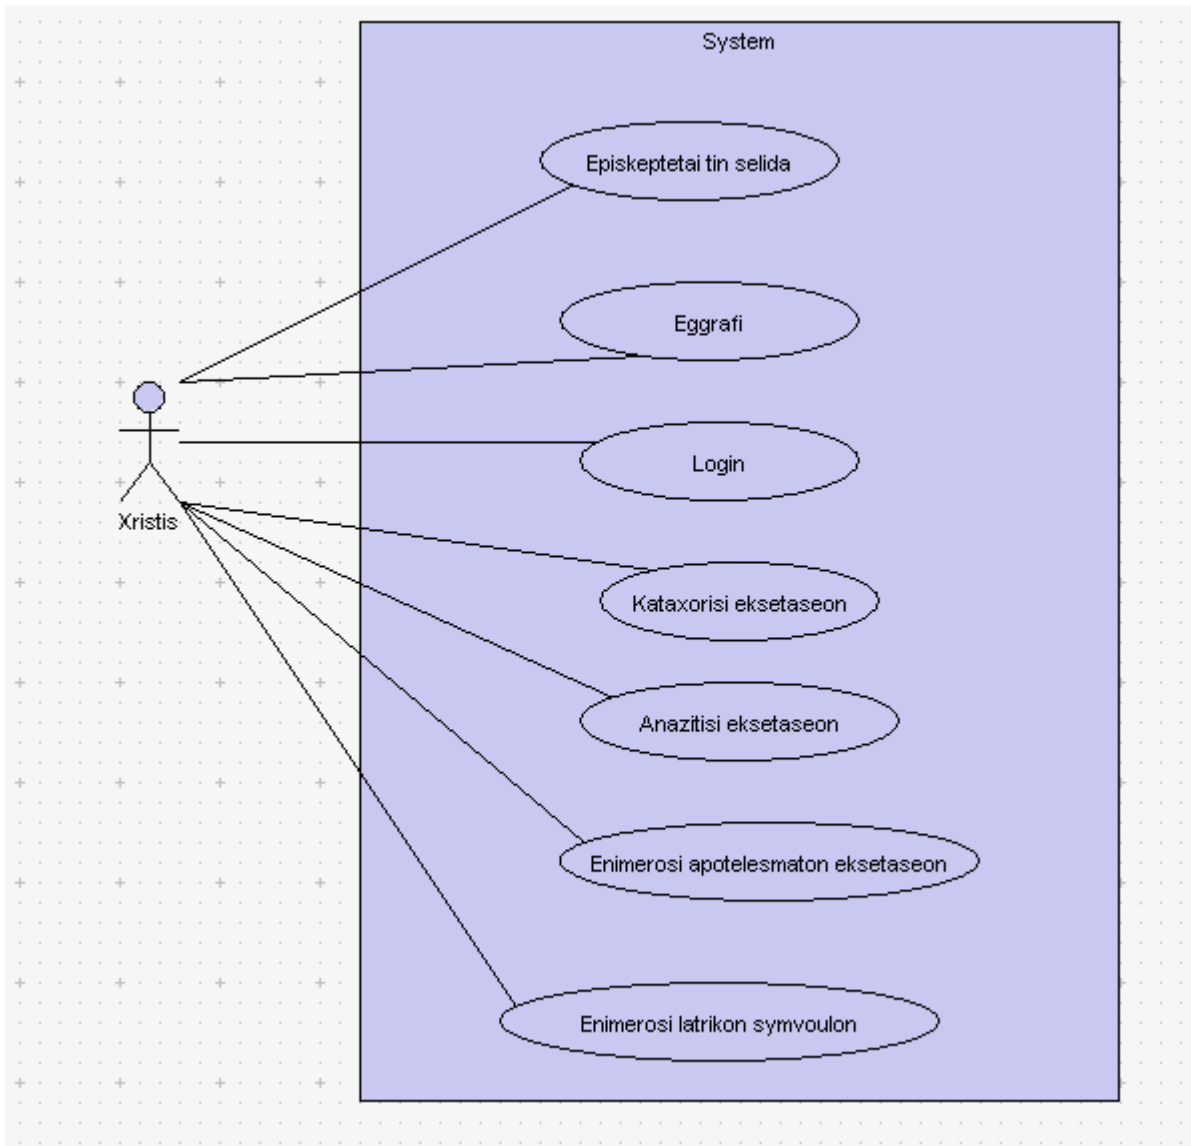 System
Episkeptetai tin selida
Eggrafi
Login
Xristis
Kataxorisi eksetaseon
Anazitisi eksetaseon
Enimerosi apotelesmaton eksetaseon
Enimerosi Iatrikon symvoulon